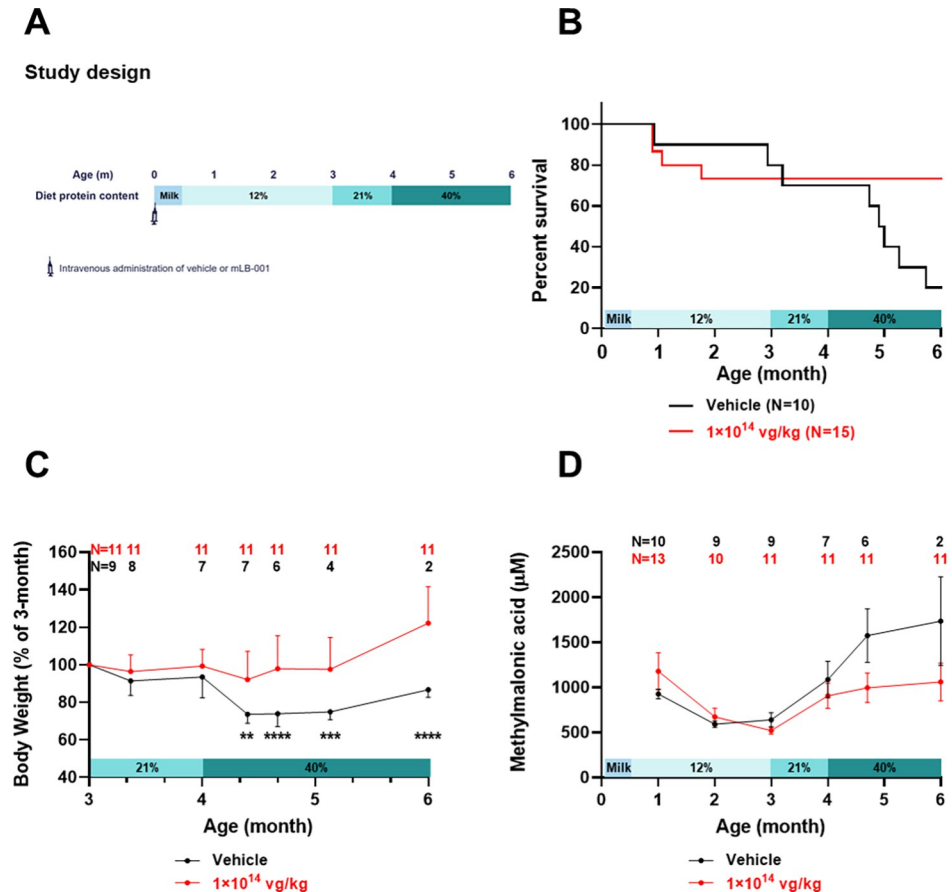 A
Study design
Age (m) 0 1 2 3 4 5 6
Diet protein content Milk 12% 21% 40%
Intravenous administration of vehicle or mLB-001
B
Percent survival
100
80
60
40
20
0
Milk 12% 21% 40%
0 1 2 3 4 5 6
Age (month)
Vehicle (N=10)
1×10¹⁴ vg/kg (N=15)
C
Body Weight (% of 3-month)
160
140
120
100
80
60
40
N=11 11 11 11 11 11 11
N=9 8 7 7 6 4 2
** **** *** ****
21% 40%
3 4 5 6
Age (month)
Vehicle
1×10¹⁴ vg/kg
D
Methylmalonic acid (µM)
2500
2000
1500
1000
500
0
N=10 9 9 7 6 2
N=13 10 11 11 11 11
Milk 12% 21% 40%
0 1 2 3 4 5 6
Age (month)
Vehicle
1×10¹⁴ vg/kg